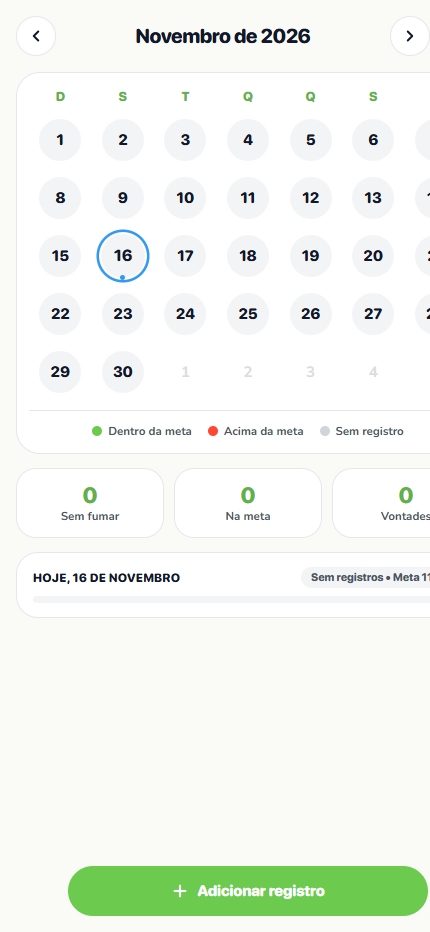 Novembro de 2026
D S T Q Q S
1 2 3 4 5 6
8 9 10 11 12 13
15 16 17 18 19 20
22 23 24 25 26 27
29 30 1 2 3 4
Dentro da meta Acima da meta Sem registro
0 0 0
Sem fumar Na meta Vontades
HOJE, 16 DE NOVEMBRO Sem registros • Meta 11
Adicionar registro